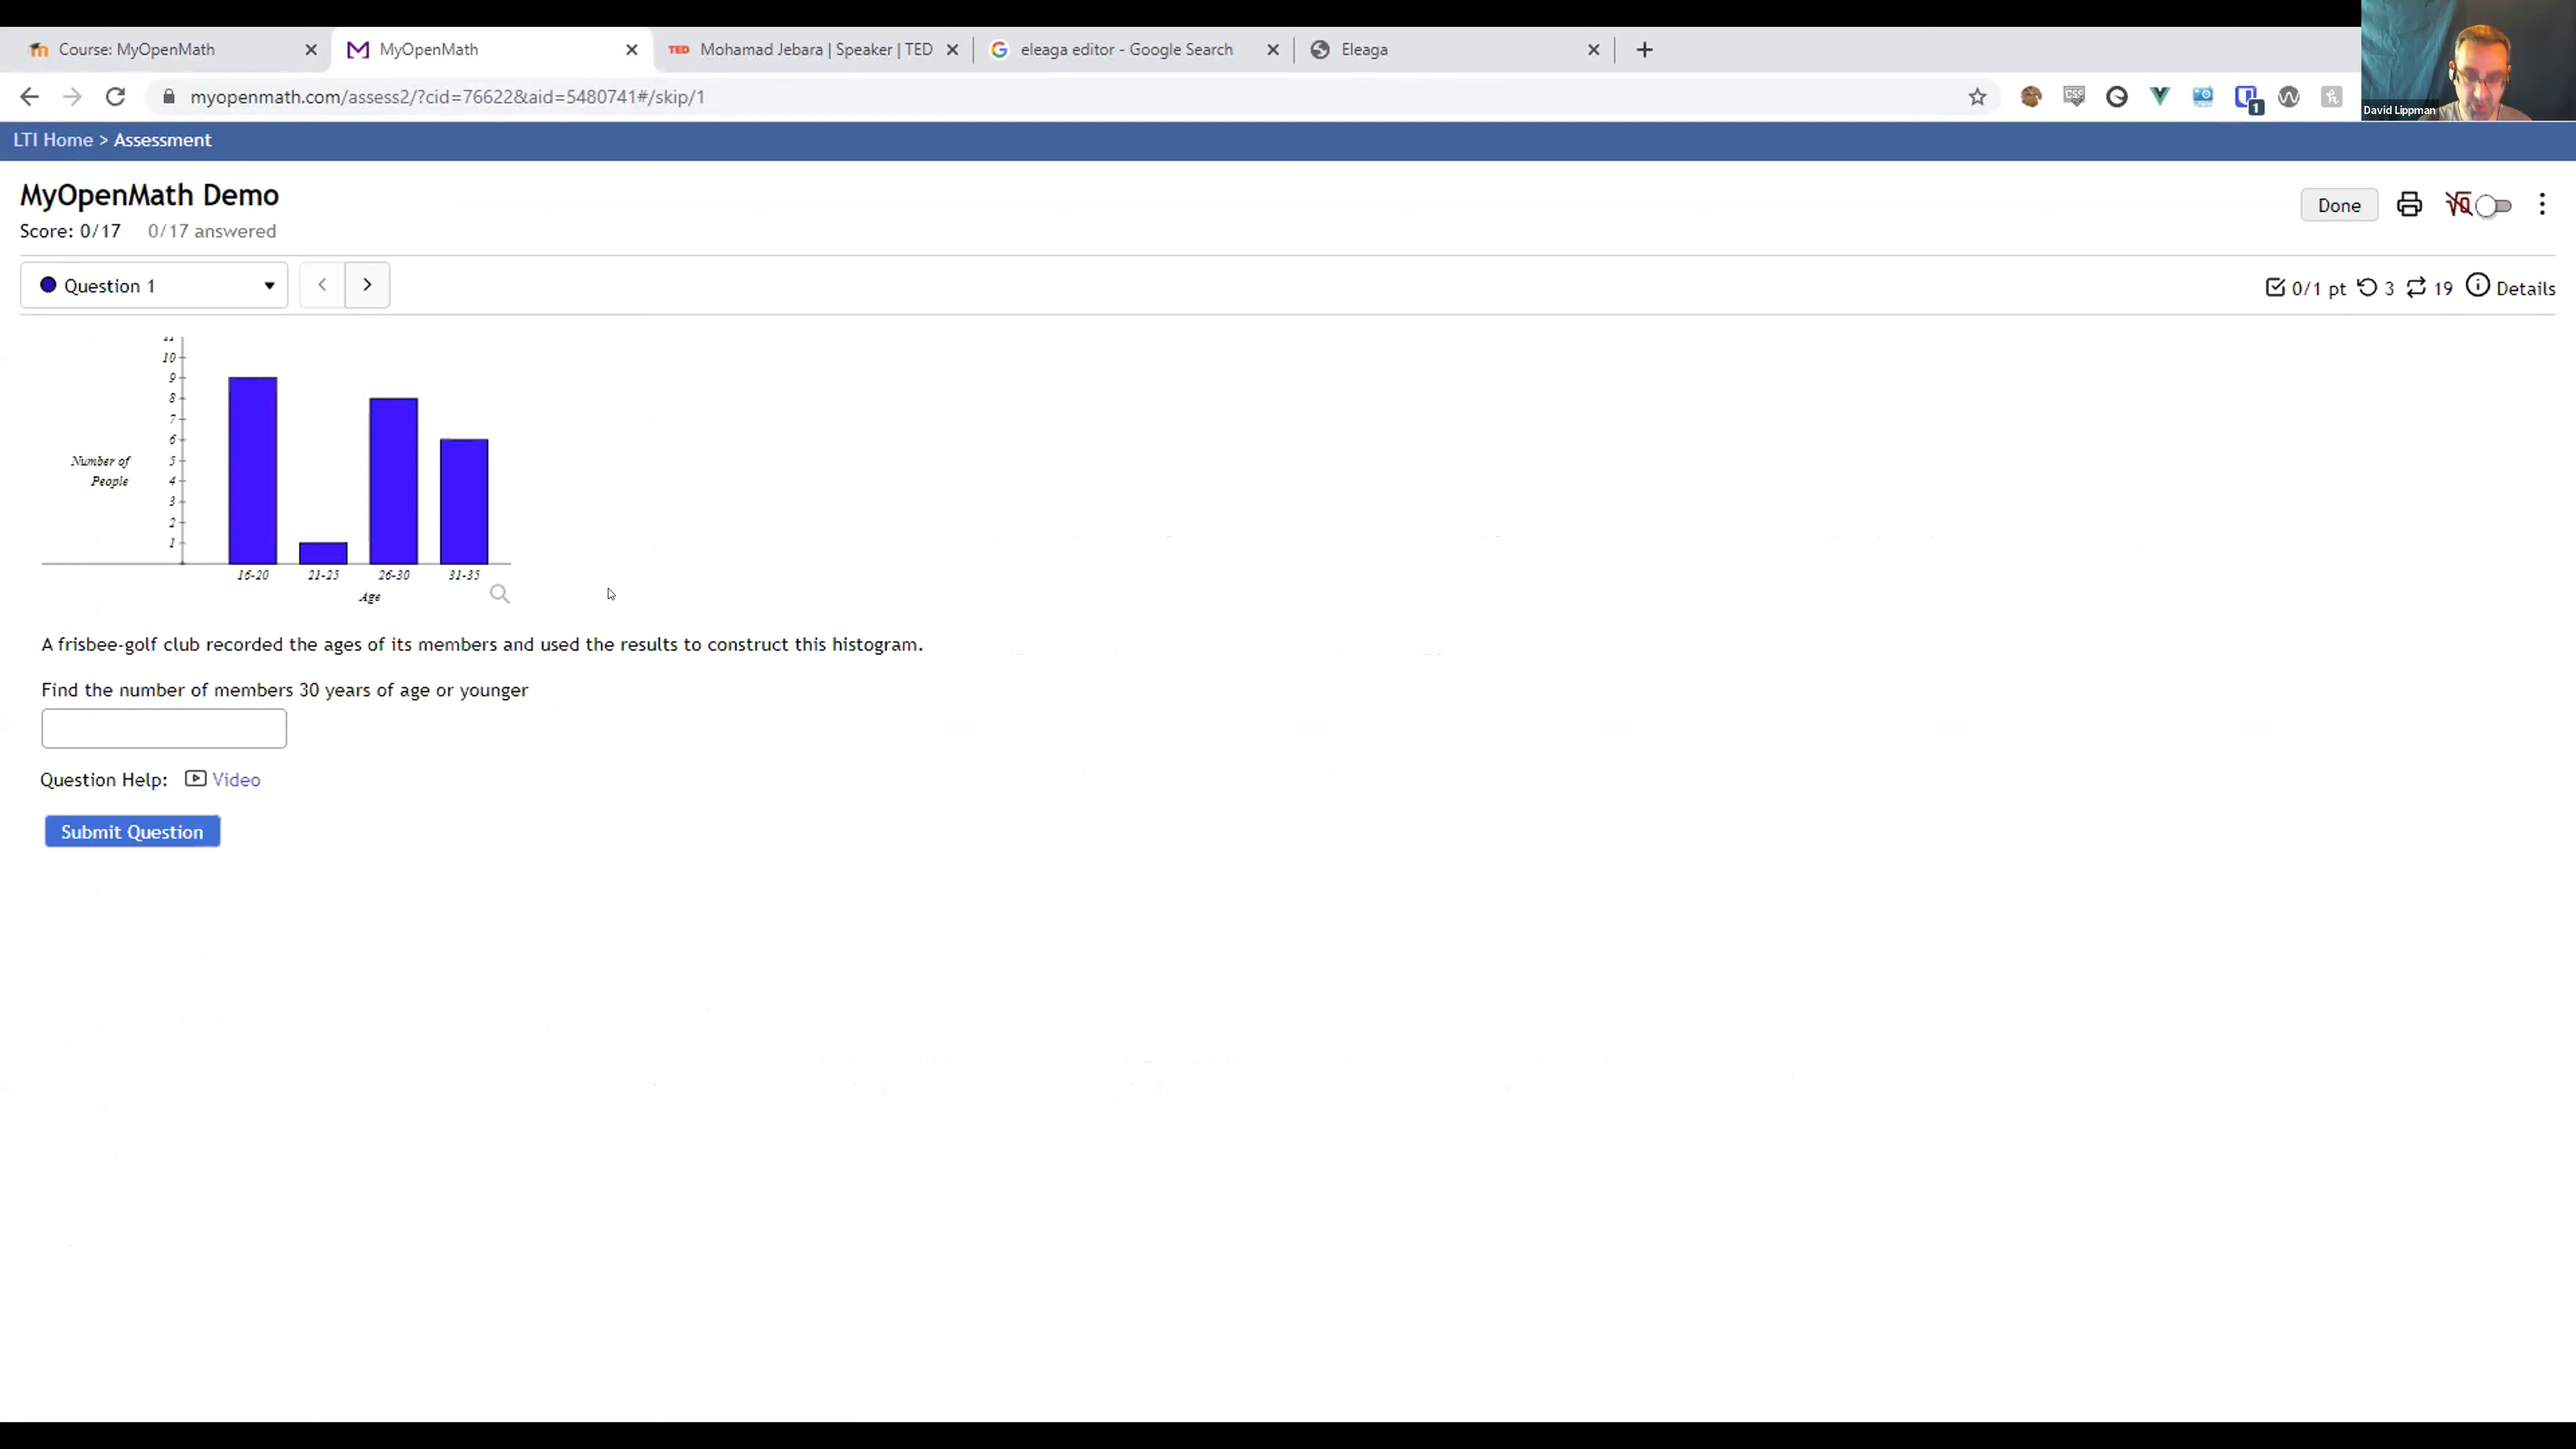 Course: MyOpenMath
MyOpenMath
Mohamad Jebara | Speaker | TED
eleaga editor - Google Search
Eleaga
myopenmath.com/assess2/?cid=76622&aid=5480741#/skip/1
1
David Lippman
LTI Home > Assessment
MyOpenMath Demo
Done
Score: 0/17 0/17 answered
Question 1
0/1 pt 3 19 Details
11
10
9
8
7
6
5
4
3
2
1
Number of
People
16-20 21-25 26-30 31-35
Age
A frisbee-golf club recorded the ages of its members and used the results to construct this histogram.
Find the number of members 30 years of age or younger
Question Help: Video
Submit Question